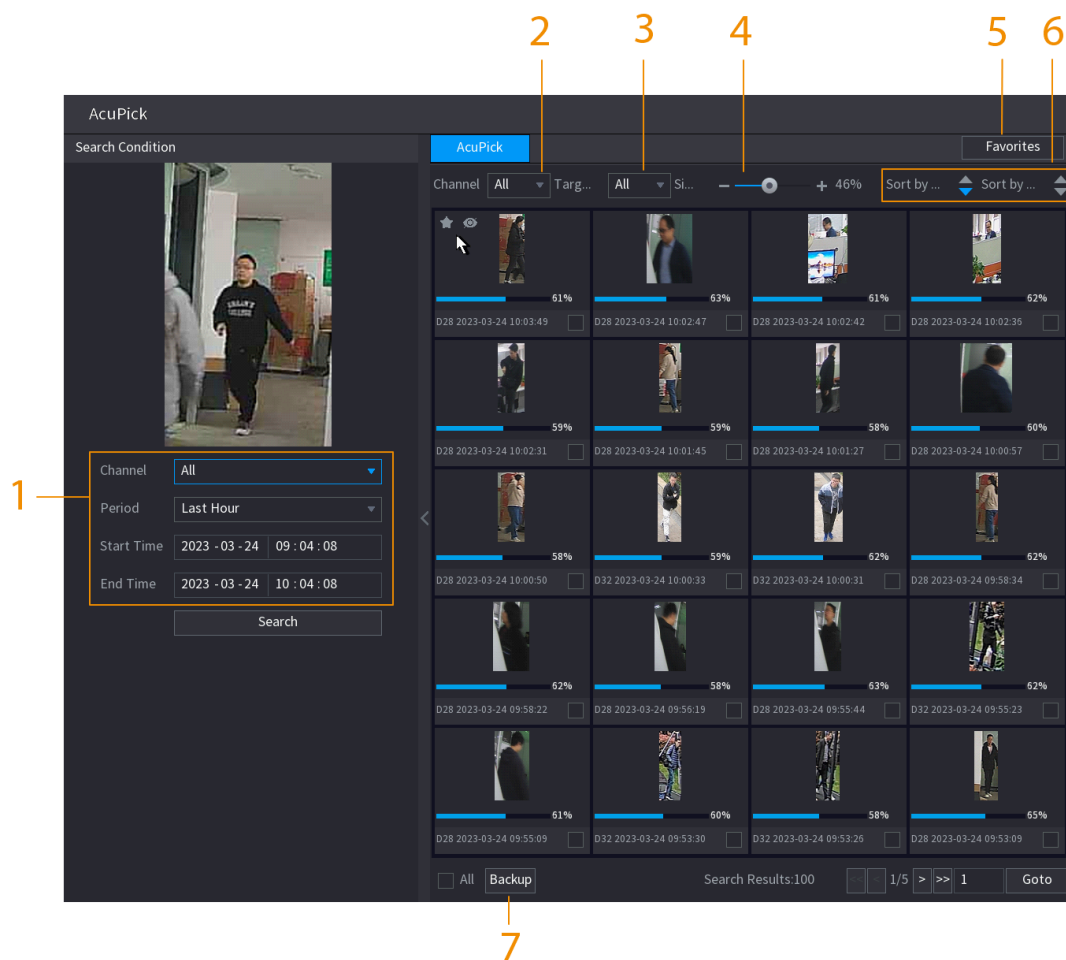 2 3 4 5 6
AcuPick
Search Condition
AcuPick
Favorites
Channel All Targ... All Si... 46% Sort by ... Sort by ...
61% 63% 61% 62%
D28 2023-03-24 10:03:49 D28 2023-03-24 10:02:47 D28 2023-03-24 10:02:42 D28 2023-03-24 10:02:36
59% 59% 58% 60%
D28 2023-03-24 10:02:31 D28 2023-03-24 10:01:45 D28 2023-03-24 10:01:27 D28 2023-03-24 10:00:57
1
Channel All
Period Last Hour
Start Time 2023 - 03 - 24 09 : 04 : 08
End Time 2023 - 03 - 24 10 : 04 : 08
Search
58% 59% 62% 62%
D28 2023-03-24 10:00:50 D32 2023-03-24 10:00:33 D32 2023-03-24 10:00:31 D28 2023-03-24 09:58:34
62% 58% 63% 62%
D28 2023-03-24 09:58:22 D28 2023-03-24 09:56:19 D28 2023-03-24 09:55:44 D32 2023-03-24 09:55:23
61% 60% 58% 65%
D28 2023-03-24 09:55:09 D32 2023-03-24 09:53:30 D32 2023-03-24 09:53:26 D28 2023-03-24 09:53:09
All Backup Search Results:100 << < 1/5 > >> 1 Goto
7